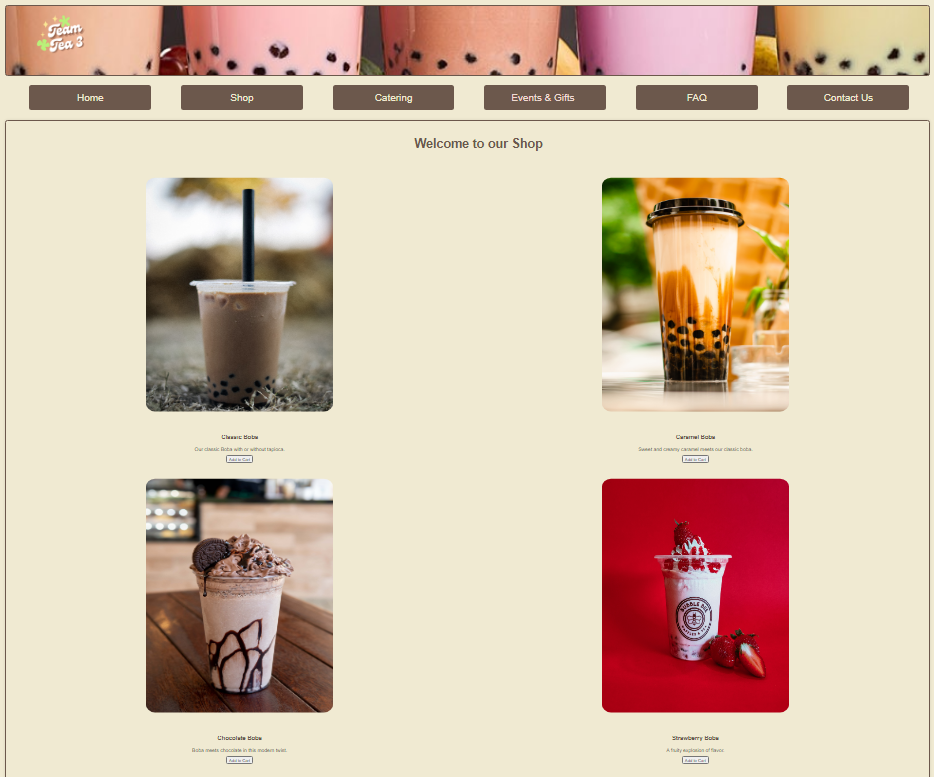 Team
Tea 3
Home
Shop
Catering
Events & Gifts
FAQ
Contact Us
Welcome to our Shop
Classic Boba
Caramel Boba
Our classic Boba with or without tapioca.
Sweet and creamy caramel meets our classic boba.
Add to Cart
Add to Cart
BUBBLE BEE
Chocolate Boba
Strawberry Boba
Boba meets chocolate in this modern twist.
A fruity explosion of flavor.
Add to Cart
Add to Cart